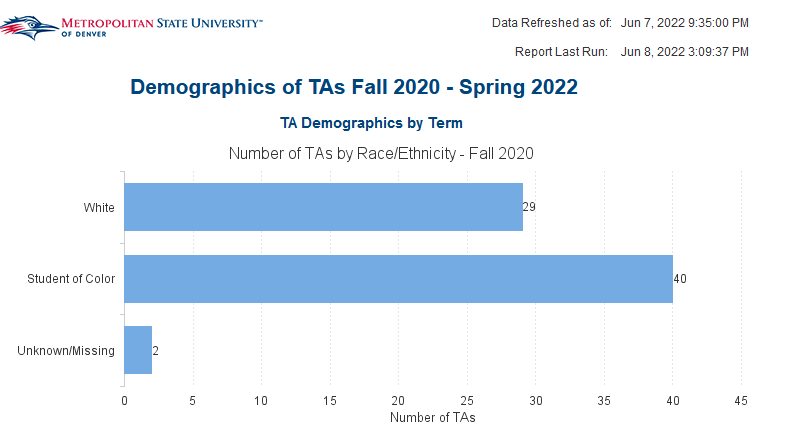 METROPOLITAN STATE UNIVERSITY™
OF DENVER
Data Refreshed as of: Jun 7, 2022 9:35:00 PM
Report Last Run: Jun 8, 2022 3:09:37 PM
Demographics of TAs Fall 2020 - Spring 2022
TA Demographics by Term
Number of TAs by Race/Ethnicity - Fall 2020
White 29
Student of Color 40
Unknown/Missing 2
0 5 10 15 20 25 30 35 40 45
Number of TAs